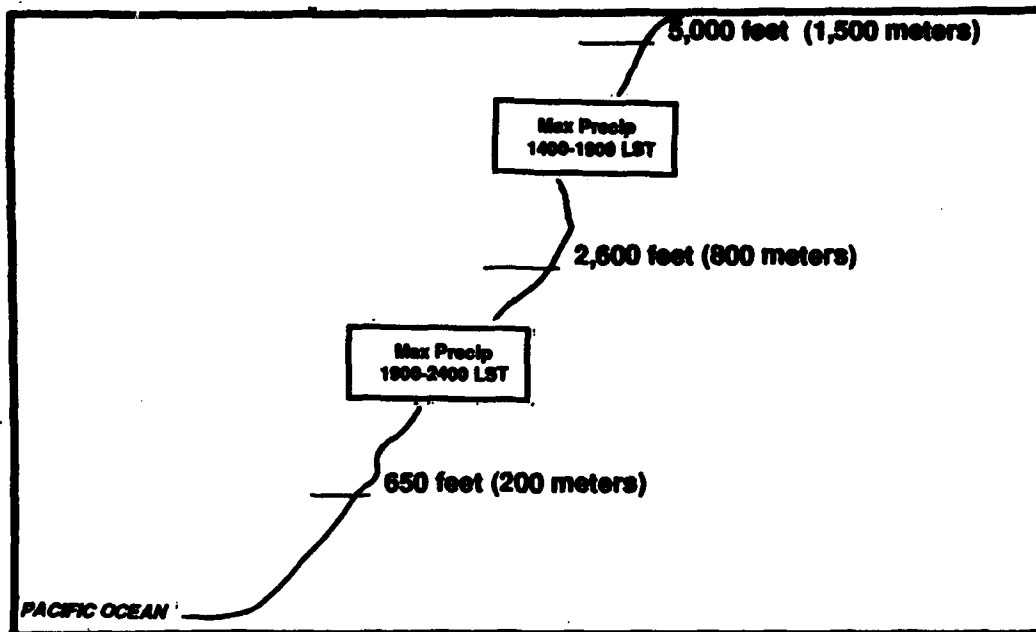 5,000 feet (1,500 meters)
Max Precip
1400-1900 LST
2,600 feet (800 meters)
Max Precip
1900-2400 LST
650 feet (200 meters)
PACIFIC OCEAN